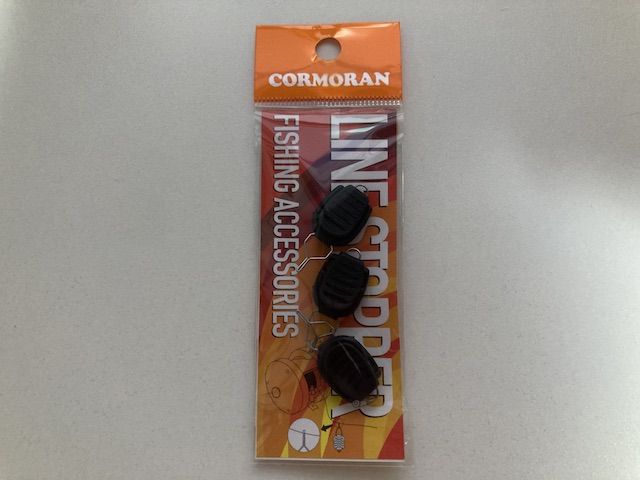 CORMORAN
LINE STOPPER
FISHING ACCESSORIES